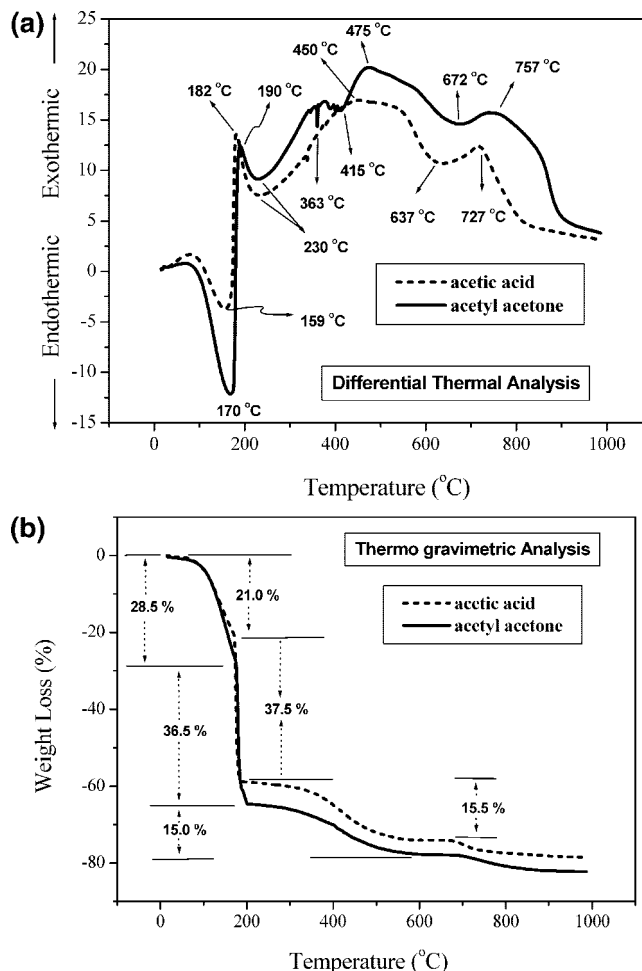 (a)
475 °C
450 °C
182 °C
190 °C
672 °C
757 °C
415 °C
363 °C
230 °C
637 °C
727 °C
159 °C
170 °C
Exothermic
Endothermic
25
20
15
10
5
0
-5
-10
-15
acetic acid
acetyl acetone
Differential Thermal Analysis
0 200 400 600 800 1000
Temperature (°C)
(b)
Thermo gravimetric Analysis
acetic acid
acetyl acetone
0
-20
-40
-60
-80
Weight Loss (%)
21.0 %
28.5 %
37.5 %
36.5 %
15.5 %
15.0 %
0 200 400 600 800 1000
Temperature (°C)